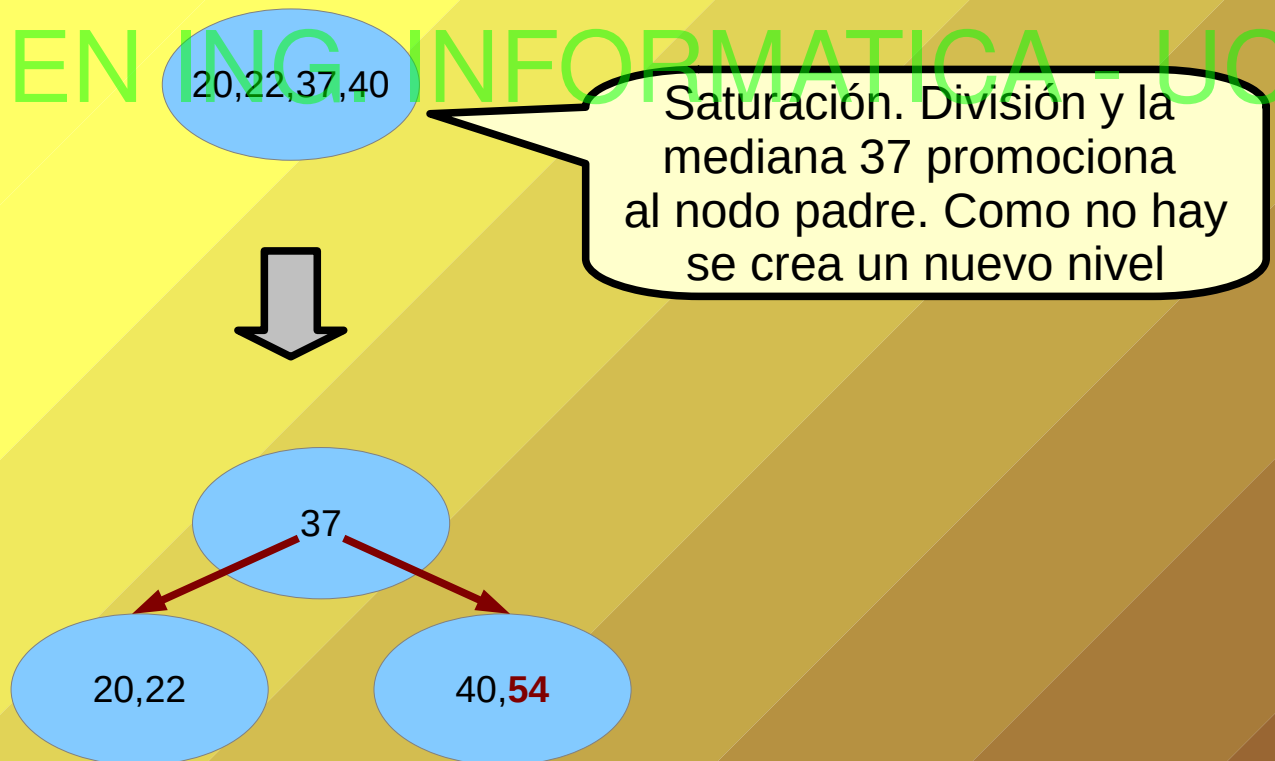 EN ING. INFORMATICA - UC
20,22,37,40
Saturación. División y la
mediana 37 promociona
al nodo padre. Como no hay
se crea un nuevo nivel
37
20,22
40,54